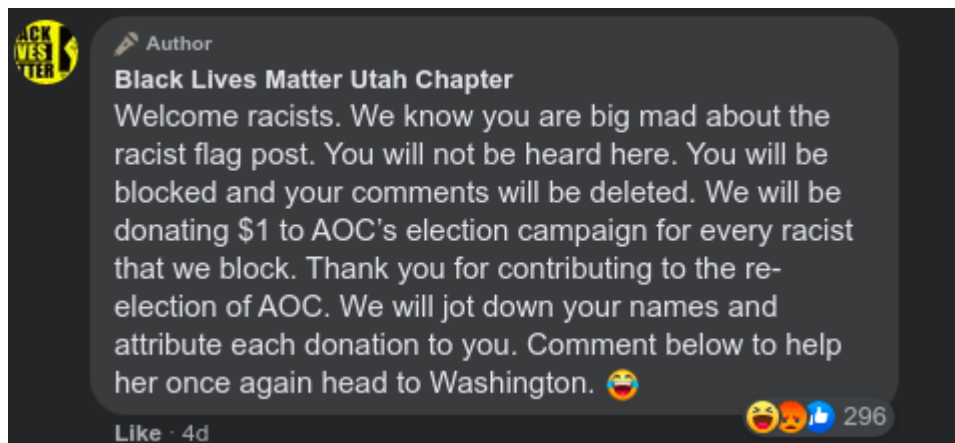 ACK
VES
TTER
Author
Black Lives Matter Utah Chapter
Welcome racists. We know you are big mad about the
racist flag post. You will not be heard here. You will be
blocked and your comments will be deleted. We will be
donating $1 to AOC's election campaign for every racist
that we block. Thank you for contributing to the re-
election of AOC. We will jot down your names and
attribute each donation to you. Comment below to help
her once again head to Washington. 😂
296
Like · 4d